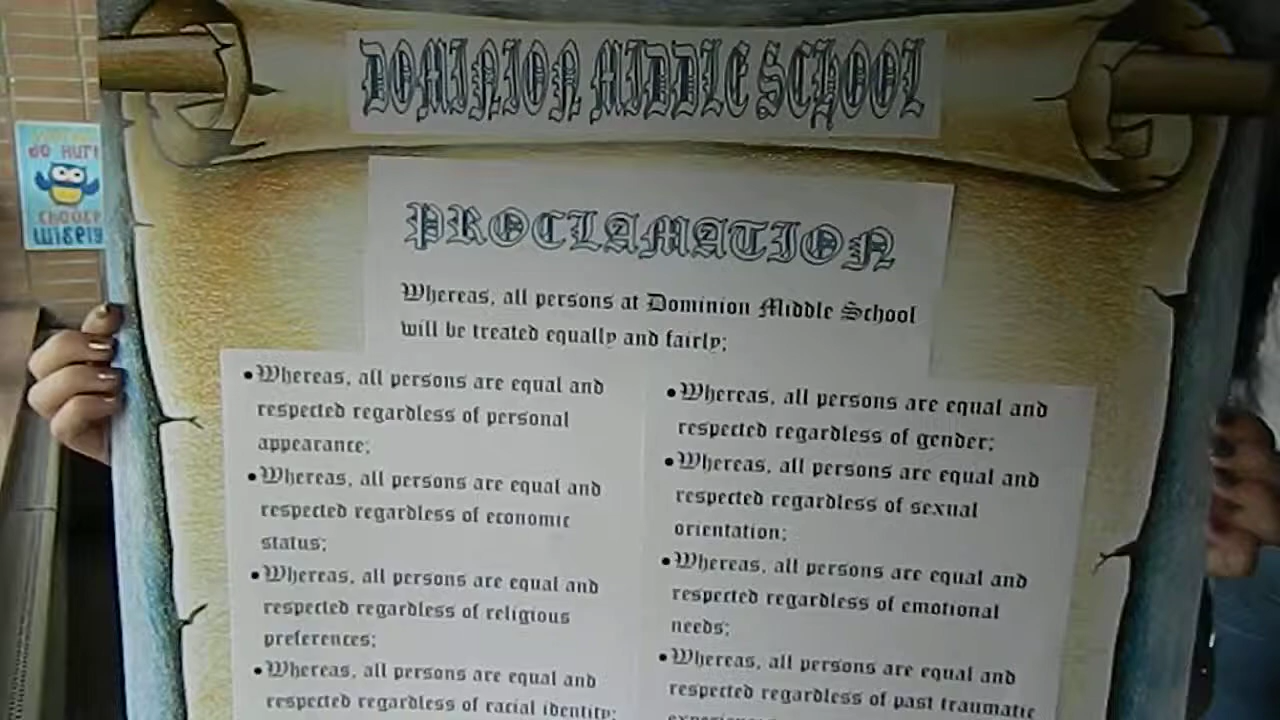 DOMINION MIDDLE SCHOOL
PROCLAMATION
Whereas, all persons at Dominion Middle School
will be treated equally and fairly;
•Whereas, all persons are equal and
respected regardless of personal
appearance;
•Whereas, all persons are equal and
respected regardless of economic
status;
•Whereas, all persons are equal and
respected regardless of religious
preferences;
•Whereas, all persons are equal and
respected regardless of racial identity;
•Whereas, all persons are equal and
respected regardless of gender;
•Whereas, all persons are equal and
respected regardless of sexual
orientation;
•Whereas, all persons are equal and
respected regardless of emotional
needs;
•Whereas, all persons are equal and
respected regardless of past traumatic
do HURT
CHOOSE
WISELY